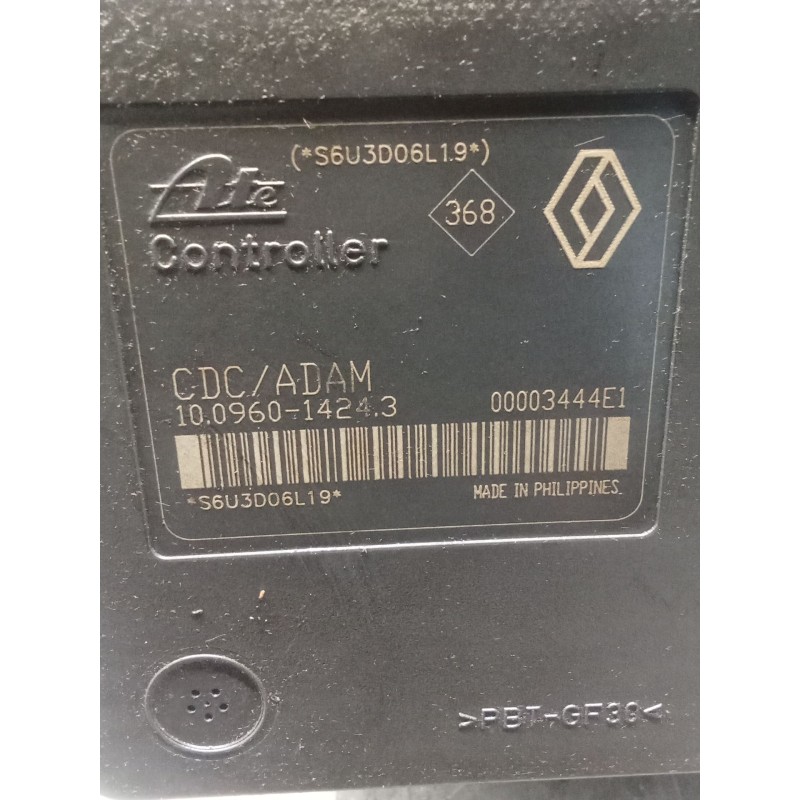 (*S6U3D06L1.9*)
Ate
368
Controller
CDC/ADAM
10.0960-1424.3 00003444E1
*S6U3D06L19* MADE IN PHILIPPINES
>PBT-GF30<